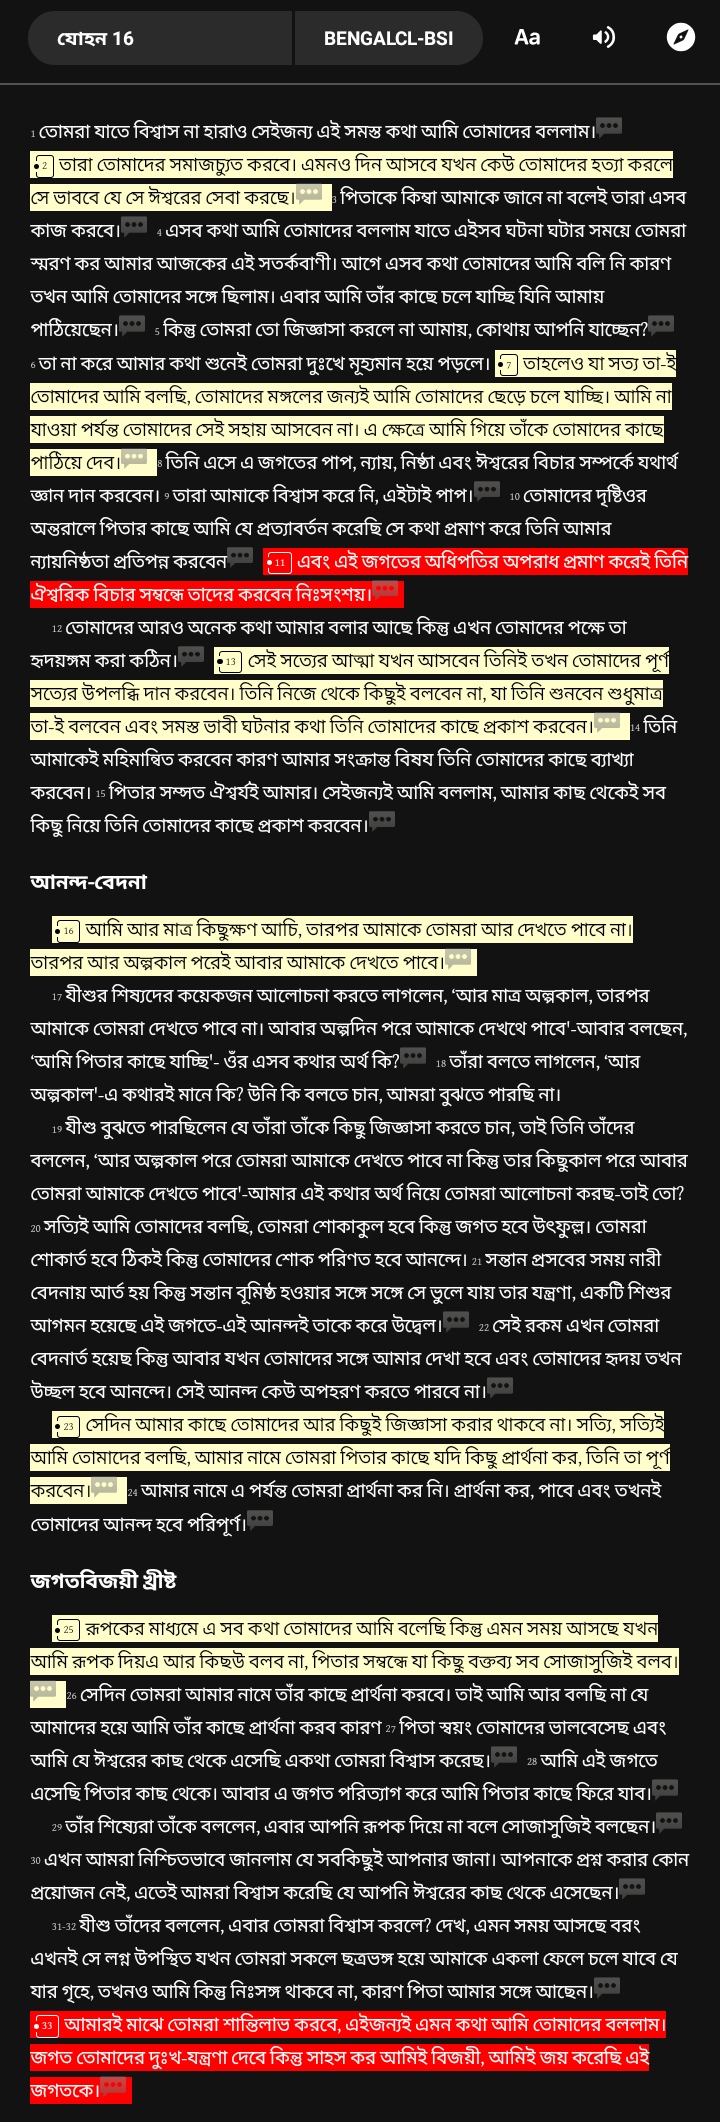 যোহন 16 BENGALCL-BSI Aa
1 তোমরা যাতে বিশ্বাস না হারাও সেইজন্য এই সমস্ত কথা আমি তোমাদের বললাম।
2 তারা তোমাদের সমাজচ্যুত করবে। এমনও দিন আসবে যখন কেউ তোমাদের হত্যা করলে
সে ভাববে যে সে ঈশ্বরের সেবা করছে। 3 পিতাকে কিম্বা আমাকে জানে না বলেই তারা এসব
কাজ করবে। 4 এসব কথা আমি তোমাদের বললাম যাতে এইসব ঘটনা ঘটার সময়ে তোমরা
স্মরণ কর আমার আজকের এই সতর্কবাণী। আগে এসব কথা তোমাদের আমি বলি নি কারণ
তখন আমি তোমাদের সঙ্গে ছিলাম। এবার আমি তাঁর কাছে চলে যাচ্ছি যিনি আমায়
পাঠিয়েছেন। 5 কিন্তু তোমরা তো জিজ্ঞাসা করলে না আমায়, কোথায় আপনি যাচ্ছেন?
6 তা না করে আমার কথা শুনেই তোমরা দুঃখে মূহ্যমান হয়ে পড়লে। 7 তাহলেও যা সত্য তা-ই
তোমাদের আমি বলছি, তোমাদের মঙ্গলের জন্যই আমি তোমাদের ছেড়ে চলে যাচ্ছি। আমি না
যাওয়া পর্যন্ত তোমাদের সেই সহায় আসবেন না। এ ক্ষেত্রে আমি গিয়ে তাঁকে তোমাদের কাছে
পাঠিয়ে দেব। 8 তিনি এসে এ জগতের পাপ, ন্যায়, নিষ্ঠা এবং ঈশ্বরের বিচার সম্পর্কে যথার্থ
জ্ঞান দান করবেন। 9 তারা আমাকে বিশ্বাস করে নি, এইটাই পাপ। 10 তোমাদের দৃষ্টিওর
অন্তরালে পিতার কাছে আমি যে প্রত্যাবর্তন করেছি সে কথা প্রমাণ করে তিনি আমার
ন্যায়নিষ্ঠতা প্রতিপন্ন করবেন 11 এবং এই জগতের অধিপতির অপরাধ প্রমাণ করেই তিনি
ঐশ্বরিক বিচার সম্বন্ধে তাদের করবেন নিঃসংশয়।
12 তোমাদের আরও অনেক কথা আমার বলার আছে কিন্তু এখন তোমাদের পক্ষে তা
হৃদয়ঙ্গম করা কঠিন। 13 সেই সত্যের আত্মা যখন আসবেন তিনিই তখন তোমাদের পূর্ণ
সত্যের উপলব্ধি দান করবেন। তিনি নিজে থেকে কিছুই বলবেন না, যা তিনি শুনবেন শুধুমাত্র
তা-ই বলবেন এবং সমস্ত ভাবী ঘটনার কথা তিনি তোমাদের কাছে প্রকাশ করবেন। 14 তিনি
আমাকেই মহিমান্বিত করবেন কারণ আমার সংক্রান্ত বিষয তিনি তোমাদের কাছে ব্যাখ্যা
করবেন। 15 পিতার সম্সত ঐশ্বর্যই আমার। সেইজন্যই আমি বললাম, আমার কাছ থেকেই সব
কিছু নিয়ে তিনি তোমাদের কাছে প্রকাশ করবেন।
আনন্দ-বেদনা
16 আমি আর মাত্র কিছুক্ষণ আচি, তারপর আমাকে তোমরা আর দেখতে পাবে না।
তারপর আর অল্পকাল পরেই আবার আমাকে দেখতে পাবে।
17 যীশুর শিষ্যদের কয়েকজন আলোচনা করতে লাগলেন, ‘আর মাত্র অল্পকাল, তারপর
আমাকে তোমরা দেখতে পাবে না। আবার অল্পদিন পরে আমাকে দেখথে পাবে'-আবার বলছেন,
‘আমি পিতার কাছে যাচ্ছি'- ওঁর এসব কথার অর্থ কি? 18 তাঁরা বলতে লাগলেন, ‘আর
অল্পকাল'-এ কথারই মানে কি? উনি কি বলতে চান, আমরা বুঝতে পারছি না।
19 যীশু বুঝতে পারছিলেন যে তাঁরা তাঁকে কিছু জিজ্ঞাসা করতে চান, তাই তিনি তাঁদের
বললেন, ‘আর অল্পকাল পরে তোমরা আমাকে দেখতে পাবে না কিন্তু তার কিছুকাল পরে আবার
তোমরা আমাকে দেখতে পাবে'-আমার এই কথার অর্থ নিয়ে তোমরা আলোচনা করছ-তাই তো?
20 সত্যিই আমি তোমাদের বলছি, তোমরা শোকাকুল হবে কিন্তু জগত হবে উৎফুল্ল। তোমরা
শোকার্ত হবে ঠিকই কিন্তু তোমাদের শোক পরিণত হবে আনন্দে। 21 সন্তান প্রসবের সময় নারী
বেদনায় আর্ত হয় কিন্তু সন্তান বূমিষ্ঠ হওয়ার সঙ্গে সঙ্গে সে ভুলে যায় তার যন্ত্রণা, একটি শিশুর
আগমন হয়েছে এই জগতে-এই আনন্দই তাকে করে উদ্বেল। 22 সেই রকম এখন তোমরা
বেদনার্ত হয়েছ কিন্তু আবার যখন তোমাদের সঙ্গে আমার দেখা হবে এবং তোমাদের হৃদয় তখন
উচ্ছল হবে আনন্দে। সেই আনন্দ কেউ অপহরণ করতে পারবে না।
23 সেদিন আমার কাছে তোমাদের আর কিছুই জিজ্ঞাসা করার থাকবে না। সত্যি, সত্যিই
আমি তোমাদের বলছি, আমার নামে তোমরা পিতার কাছে যদি কিছু প্রার্থনা কর, তিনি তা পূর্ণ
করবেন। 24 আমার নামে এ পর্যন্ত তোমরা প্রার্থনা কর নি। প্রার্থনা কর, পাবে এবং তখনই
তোমাদের আনন্দ হবে পরিপূর্ণ।
জগতবিজয়ী খ্রীষ্ট
25 রূপকের মাধ্যমে এ সব কথা তোমাদের আমি বলেছি কিন্তু এমন সময় আসছে যখন
আমি রূপক দিয়এ আর কিছউ বলব না, পিতার সম্বন্ধে যা কিছু বক্তব্য সব সোজাসুজিই বলব।
26 সেদিন তোমরা আমার নামে তাঁর কাছে প্রার্থনা করবে। তাই আমি আর বলছি না যে
আমাদের হয়ে আমি তাঁর কাছে প্রার্থনা করব কারণ 27 পিতা স্বয়ং তোমাদের ভালবেসেছ এবং
আমি যে ঈশ্বরের কাছ থেকে এসেছি একথা তোমরা বিশ্বাস করেছ। 28 আমি এই জগতে
এসেছি পিতার কাছ থেকে। আবার এ জগত পরিত্যাগ করে আমি পিতার কাছে ফিরে যাব।
29 তাঁর শিষ্যেরা তাঁকে বললেন, এবার আপনি রূপক দিয়ে না বলে সোজাসুজিই বলছেন।
30 এখন আমরা নিশ্চিতভাবে জানলাম যে সবকিছুই আপনার জানা। আপনাকে প্রশ্ন করার কোন
প্রয়োজন নেই, এতেই আমরা বিশ্বাস করেছি যে আপনি ঈশ্বরের কাছ থেকে এসেছেন।
31-32 যীশু তাঁদের বললেন, এবার তোমরা বিশ্বাস করলে? দেখ, এমন সময় আসছে বরং
এখনই সে লগ্ন উপস্থিত যখন তোমরা সকলে ছত্রভঙ্গ হয়ে আমাকে একলা ফেলে চলে যাবে যে
যার গৃহে, তখনও আমি কিন্তু নিঃসঙ্গ থাকবে না, কারণ পিতা আমার সঙ্গে আছেন।
33 আমারই মাঝে তোমরা শান্তিলাভ করবে, এইজন্যই এমন কথা আমি তোমাদের বললাম।
জগত তোমাদের দুঃখ-যন্ত্রণা দেবে কিন্তু সাহস কর আমিই বিজয়ী, আমিই জয় করেছি এই
জগতকে।